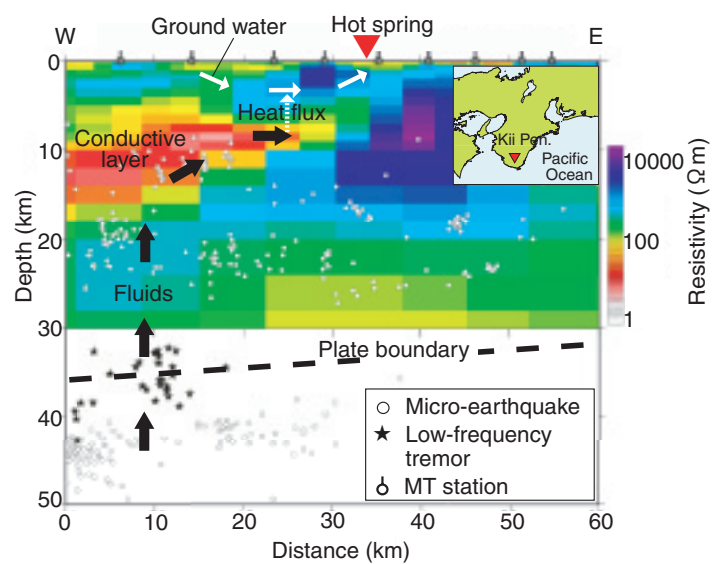 W
Ground water
Hot spring
E
0
10
20
30
40
50
Depth (km)
Heat flux
Conductive
layer
Fluids
Plate boundary
Kii Pen.
Pacific
Ocean
10000
100
1
Resistivity (Ω m)
Micro-earthquake
Low-frequency
tremor
MT station
0
10
20
30
40
50
60
Distance (km)